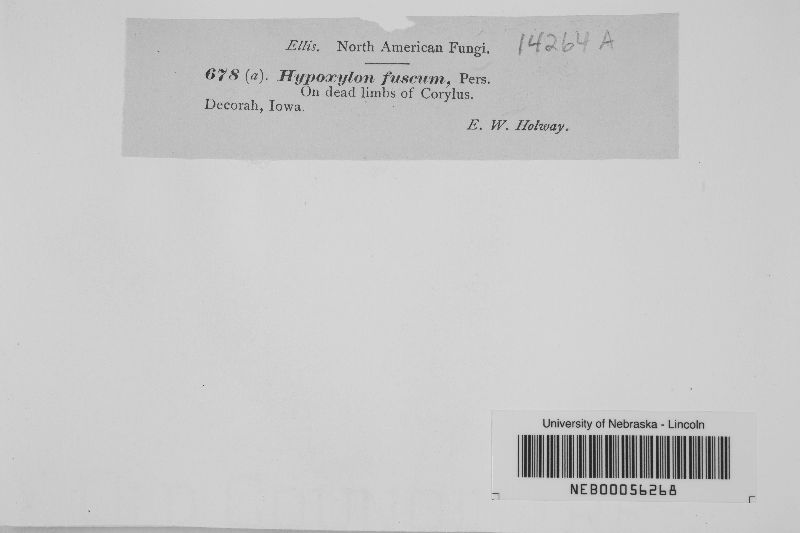 Ellis. North American Fungi. 14264 A
678 (a). Hypoxylon fuscum, Pers.
On dead limbs of Corylus.
Decorah, Iowa.
E. W. Holway.
University of Nebraska - Lincoln
NEB00056268